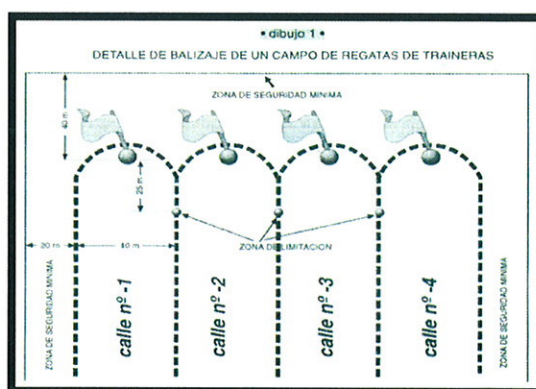 • dibujo 1 •
DETALLE DE BALIZAJE DE UN CAMPO DE REGATAS DE TRAINERAS
ZONA DE SEGURIDAD MINIMA
40 m
25 m
ZONA DE LIMITACION
20 m
40 m
ZONA DE SEGURIDAD MINIMA
calle nº -1
calle nº -2
calle nº -3
calle nº -4
ZONA DE SEGURIDAD MINIMA